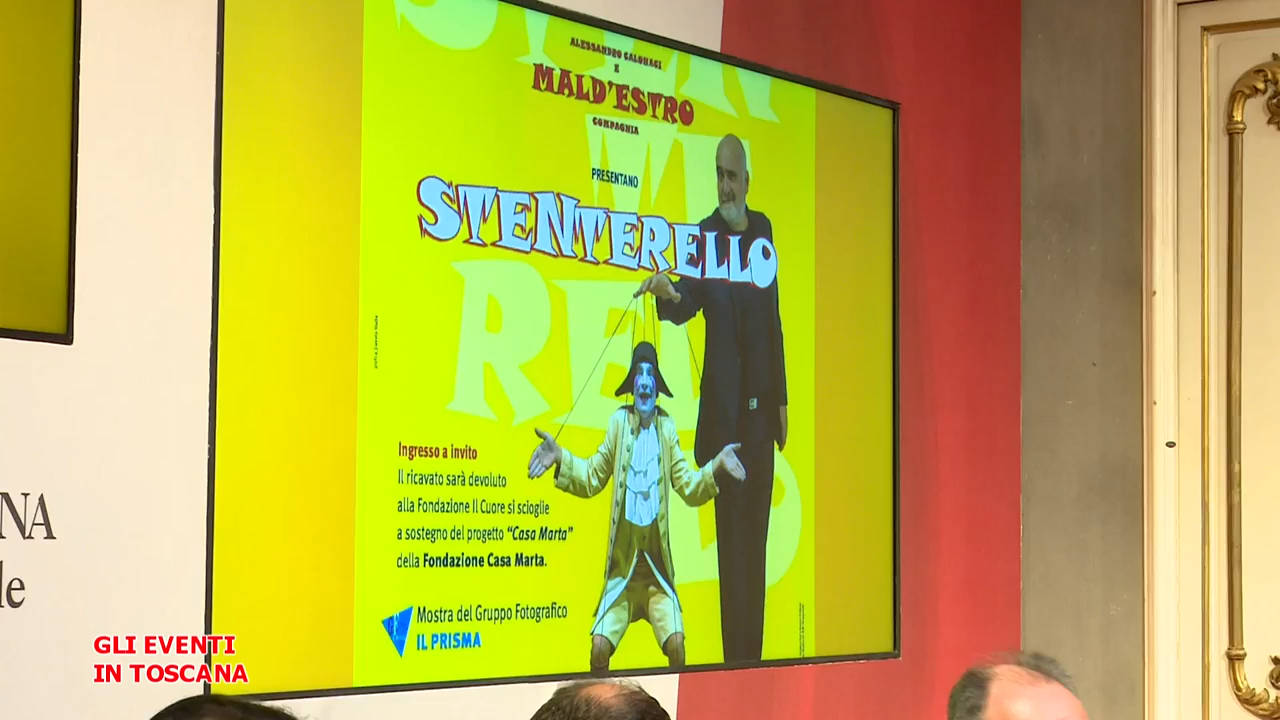 ALESSANDRO CALONACI
E
MALD'ESTRO
COMPAGNIA
PRESENTANO
STENTERELLO
Ingresso a invito
Il ricavato sarà devoluto
alla Fondazione Il Cuore si scioglie
a sostegno del progetto "Casa Marta"
della Fondazione Casa Marta.
Mostra del Gruppo Fotografico
IL PRISMA
NA
le
GLI EVENTI
IN TOSCANA